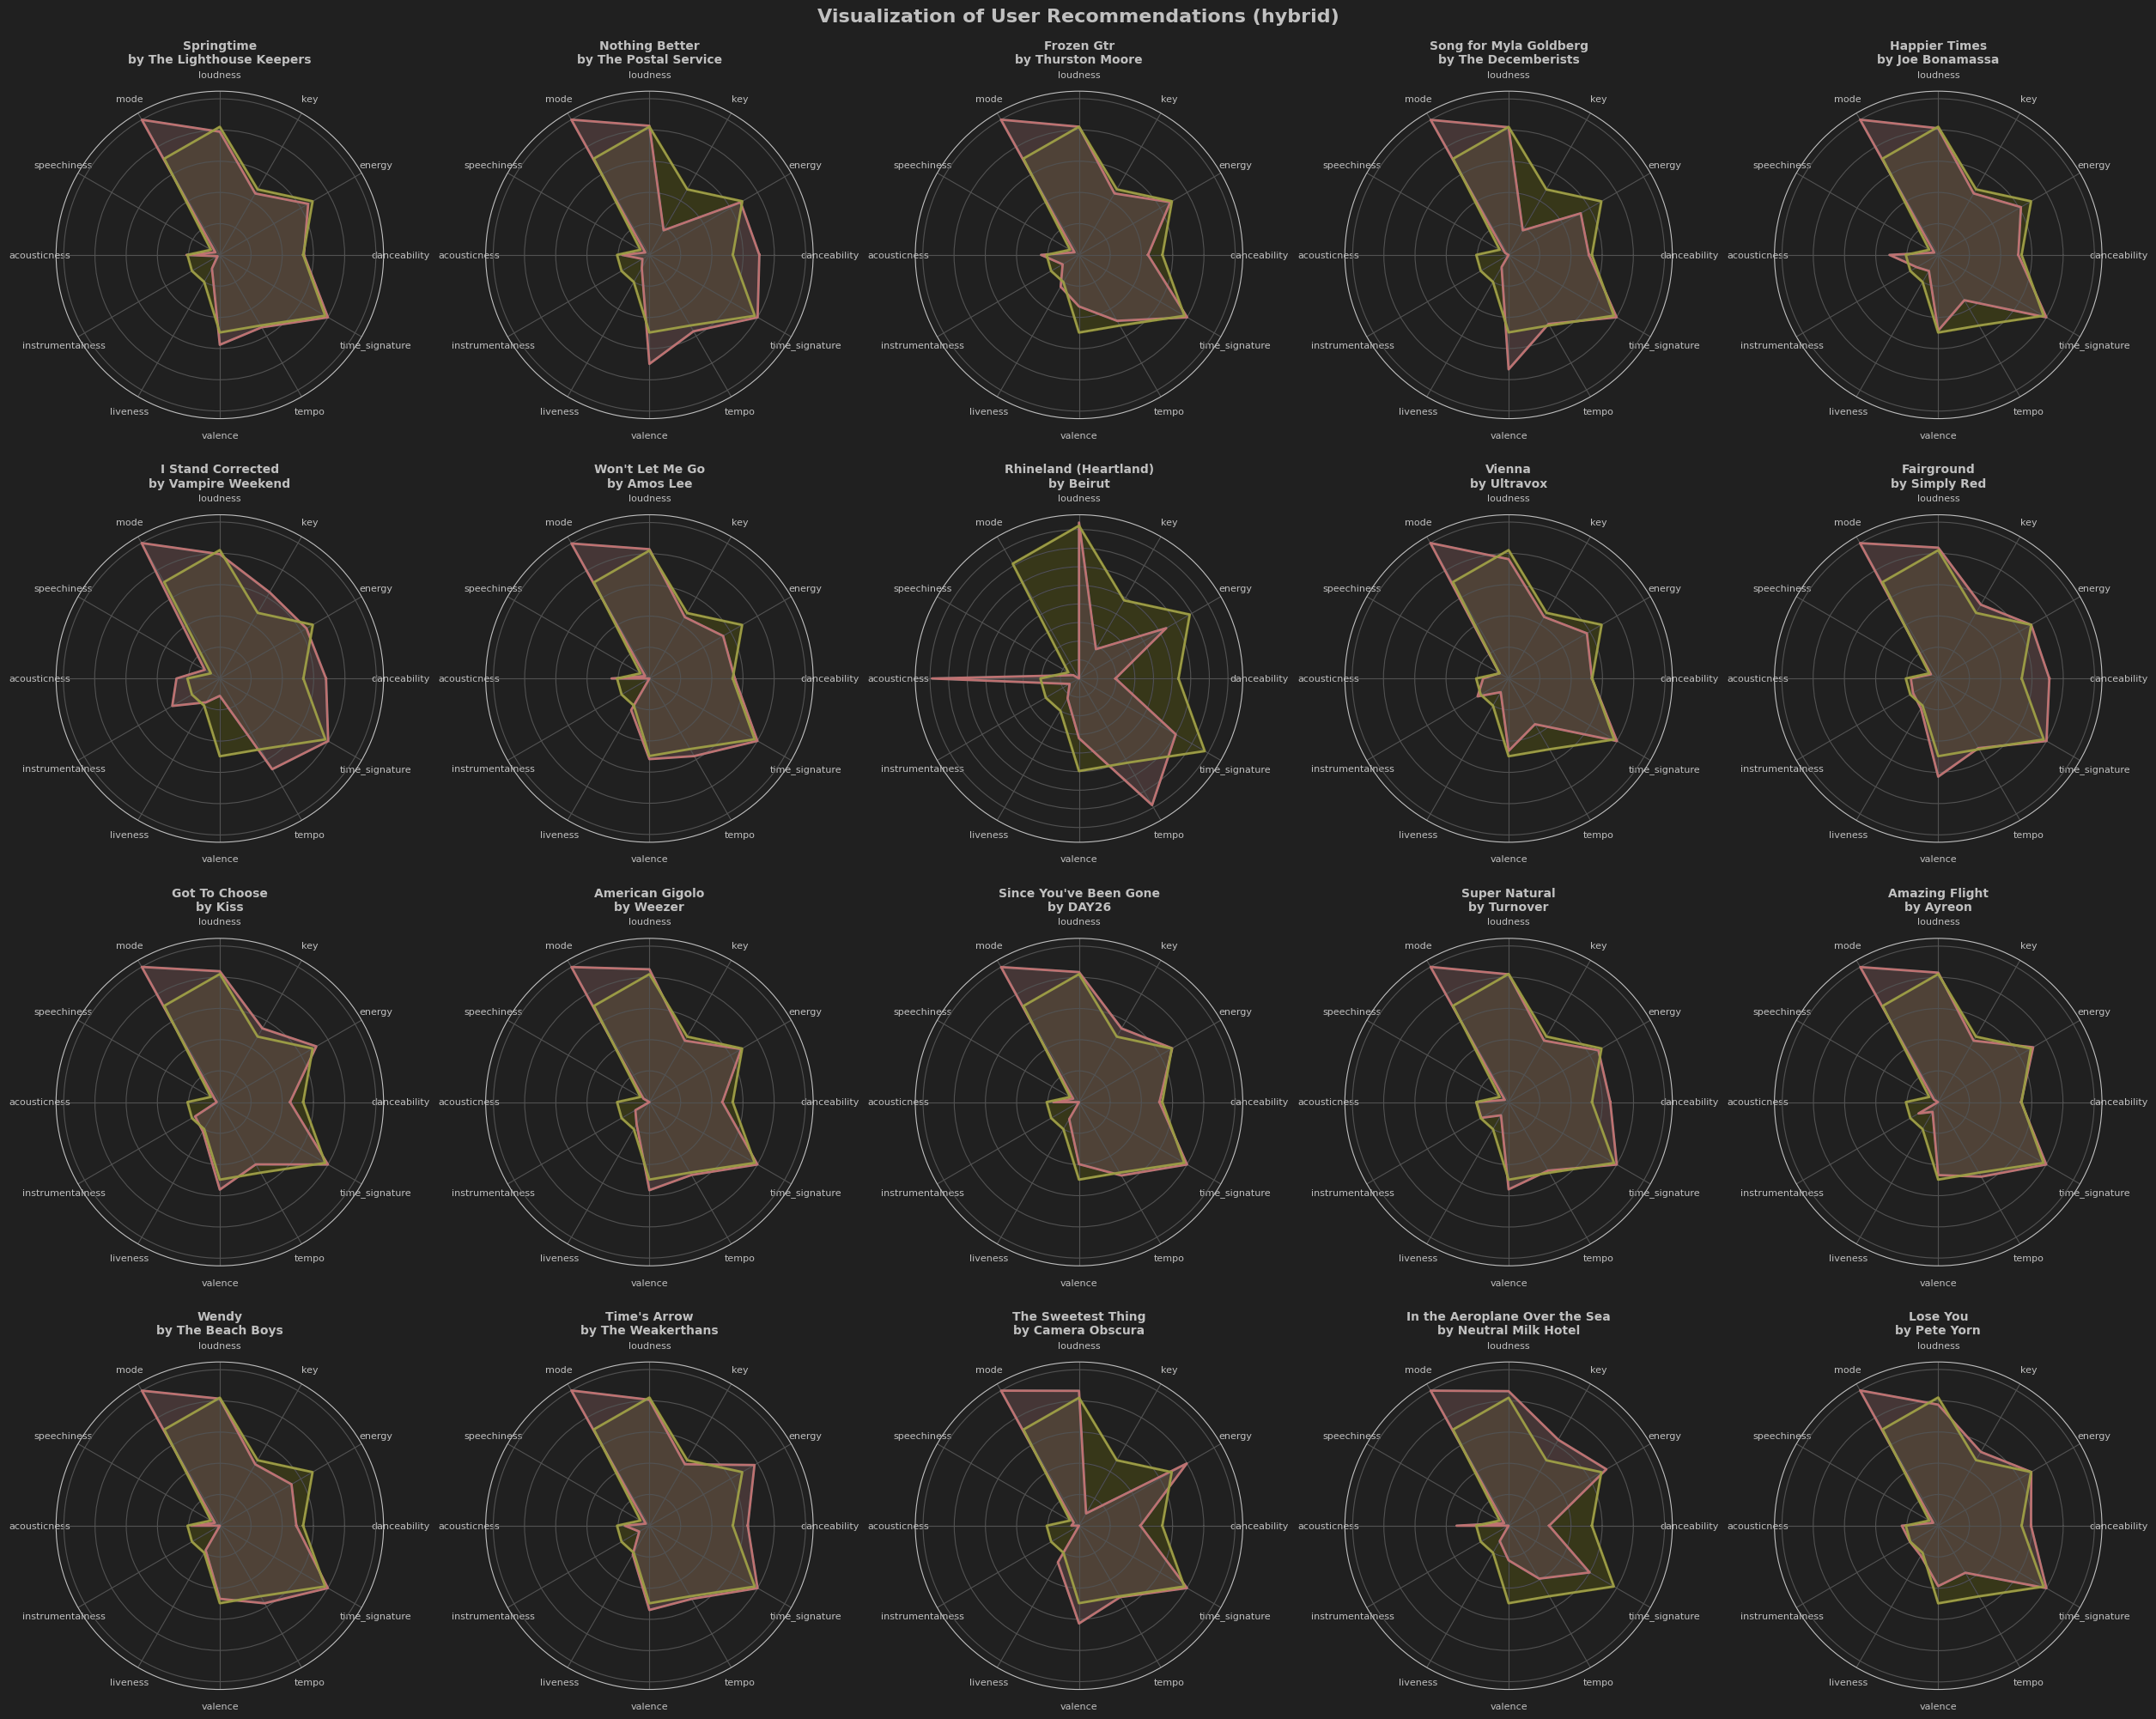 Visualization of User Recommendations (hybrid)
Springtime
by The Lighthouse Keepers
loudness
mode
key
speechiness
energy
acousticness
danceability
instrumentalness
time_signature
liveness
tempo
valence
Nothing Better
by The Postal Service
loudness
mode
key
speechiness
energy
acousticness
danceability
instrumentalness
time_signature
liveness
tempo
valence
Frozen Gtr
by Thurston Moore
loudness
mode
key
speechiness
energy
acousticness
danceability
instrumentalness
time_signature
liveness
tempo
valence
Song for Myla Goldberg
by The Decemberists
loudness
mode
key
speechiness
energy
acousticness
danceability
instrumentalness
time_signature
liveness
tempo
valence
Happier Times
by Joe Bonamassa
loudness
mode
key
speechiness
energy
acousticness
danceability
instrumentalness
time_signature
liveness
tempo
valence
I Stand Corrected
by Vampire Weekend
loudness
mode
key
speechiness
energy
acousticness
danceability
instrumentalness
time_signature
liveness
tempo
valence
Won't Let Me Go
by Amos Lee
loudness
mode
key
speechiness
energy
acousticness
danceability
instrumentalness
time_signature
liveness
tempo
valence
Rhineland (Heartland)
by Beirut
loudness
mode
key
speechiness
energy
acousticness
danceability
instrumentalness
time_signature
liveness
tempo
valence
Vienna
by Ultravox
loudness
mode
key
speechiness
energy
acousticness
danceability
instrumentalness
time_signature
liveness
tempo
valence
Fairground
by Simply Red
loudness
mode
key
speechiness
energy
acousticness
danceability
instrumentalness
time_signature
liveness
tempo
valence
Got To Choose
by Kiss
loudness
mode
key
speechiness
energy
acousticness
danceability
instrumentalness
time_signature
liveness
tempo
valence
American Gigolo
by Weezer
loudness
mode
key
speechiness
energy
acousticness
danceability
instrumentalness
time_signature
liveness
tempo
valence
Since You've Been Gone
by DAY26
loudness
mode
key
speechiness
energy
acousticness
danceability
instrumentalness
time_signature
liveness
tempo
valence
Super Natural
by Turnover
loudness
mode
key
speechiness
energy
acousticness
danceability
instrumentalness
time_signature
liveness
tempo
valence
Amazing Flight
by Ayreon
loudness
mode
key
speechiness
energy
acousticness
danceability
instrumentalness
time_signature
liveness
tempo
valence
Wendy
by The Beach Boys
loudness
mode
key
speechiness
energy
acousticness
danceability
instrumentalness
time_signature
liveness
tempo
valence
Time's Arrow
by The Weakerthans
loudness
mode
key
speechiness
energy
acousticness
danceability
instrumentalness
time_signature
liveness
tempo
valence
The Sweetest Thing
by Camera Obscura
loudness
mode
key
speechiness
energy
acousticness
danceability
instrumentalness
time_signature
liveness
tempo
valence
In the Aeroplane Over the Sea
by Neutral Milk Hotel
loudness
mode
key
speechiness
energy
acousticness
danceability
instrumentalness
time_signature
liveness
tempo
valence
Lose You
by Pete Yorn
loudness
mode
key
speechiness
energy
acousticness
danceability
instrumentalness
time_signature
liveness
tempo
valence